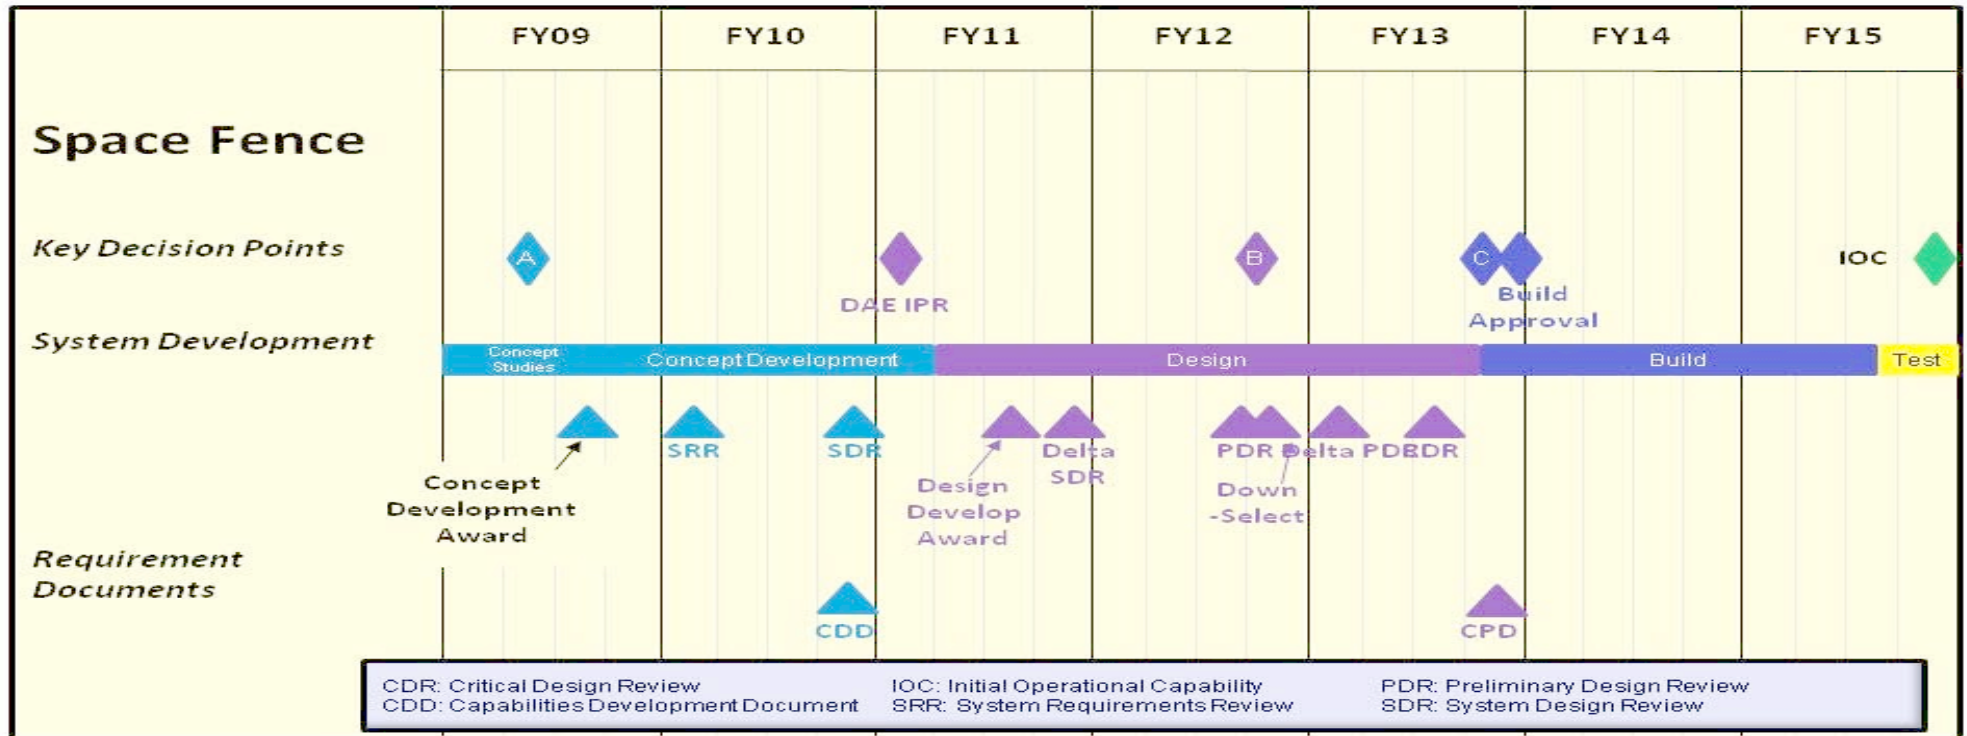 FY09 FY10 FY11 FY12 FY13 FY14 FY15
Space Fence
Key Decision Points
A
B
C
IOC
DAE IPR
Build
Approval
System Development
Concept
Studies
Concept Development
Design
Build
Test
SRR
SDR
Delta
SDR
PDR
Delta PDR
CDR
Concept
Development
Award
Design
Develop
Award
Down
-Select
Requirement
Documents
CDD
CPD
CDR: Critical Design Review IOC: Initial Operational Capability PDR: Preliminary Design Review
CDD: Capabilities Development Document SRR: System Requirements Review SDR: System Design Review